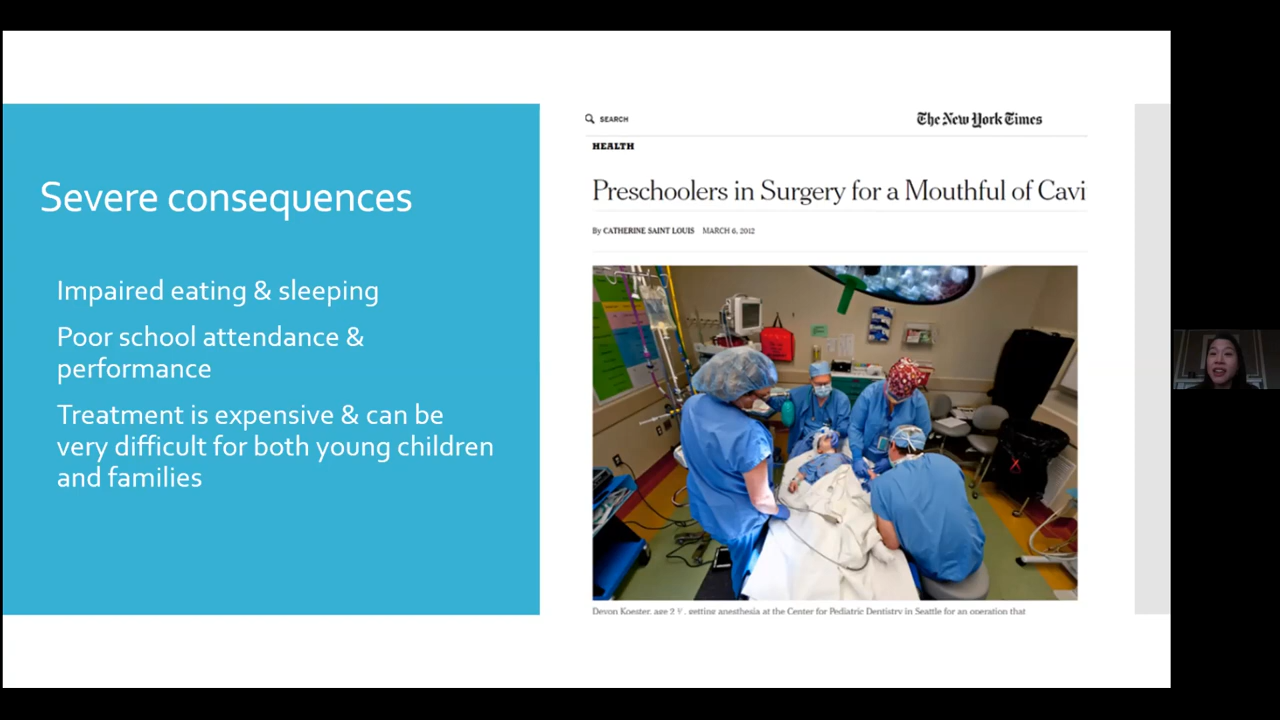 Severe consequences
Impaired eating & sleeping
Poor school attendance &
performance
Treatment is expensive & can be
very difficult for both young children
and families
SEARCH
The New York Times
HEALTH
Preschoolers in Surgery for a Mouthful of Cavi
By CATHERINE SAINT LOUIS MARCH 6, 2012
Devon Koester, age 2 ½, getting anesthesia at the Center for Pediatric Dentistry in Seattle for an operation that